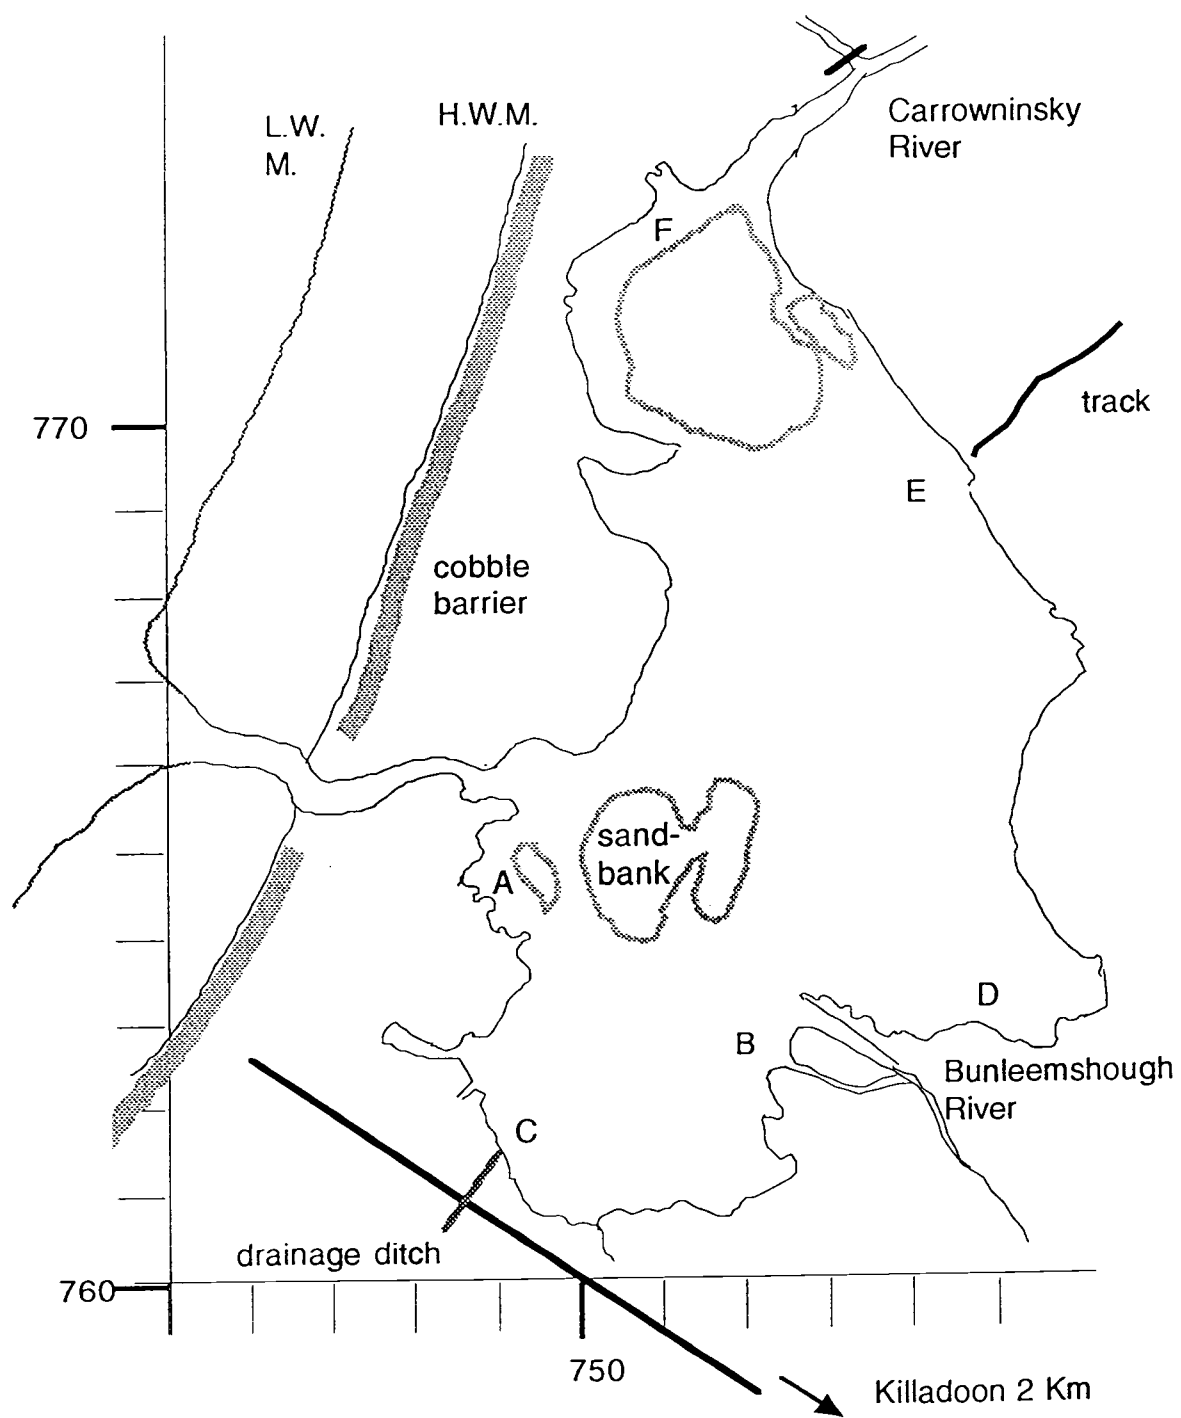 Carrowninsky
River
L.W.
M.
H.W.M.
F
track
770
E
cobble
barrier
sand-
bank
A
D
B
Bunleemshough
River
C
drainage ditch
760
750
Killadoon 2 Km